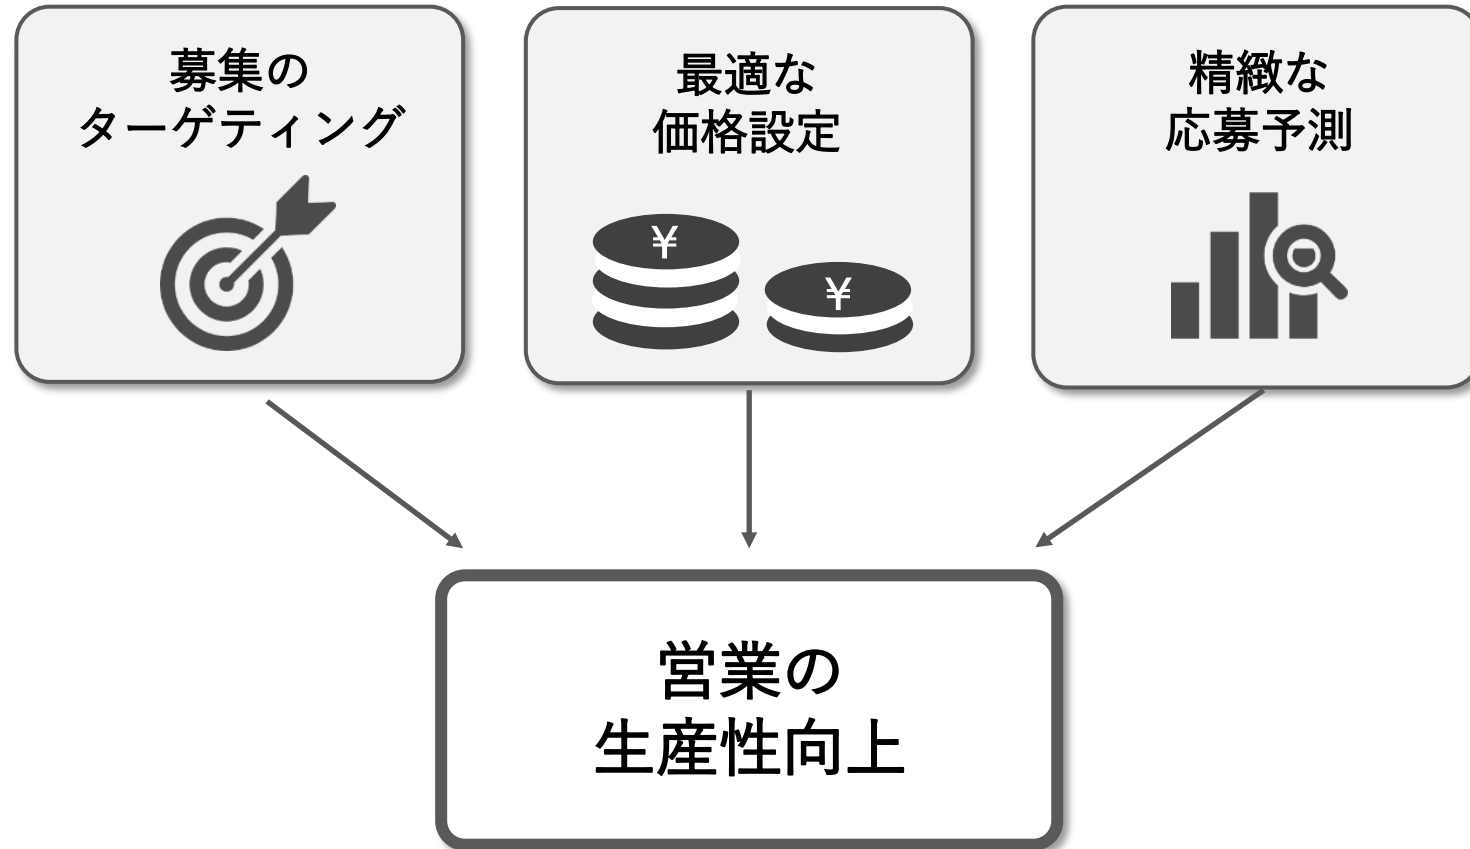 募集の
ターゲティング
最適な
価格設定
¥
¥
精緻な
応募予測
営業の
生産性向上